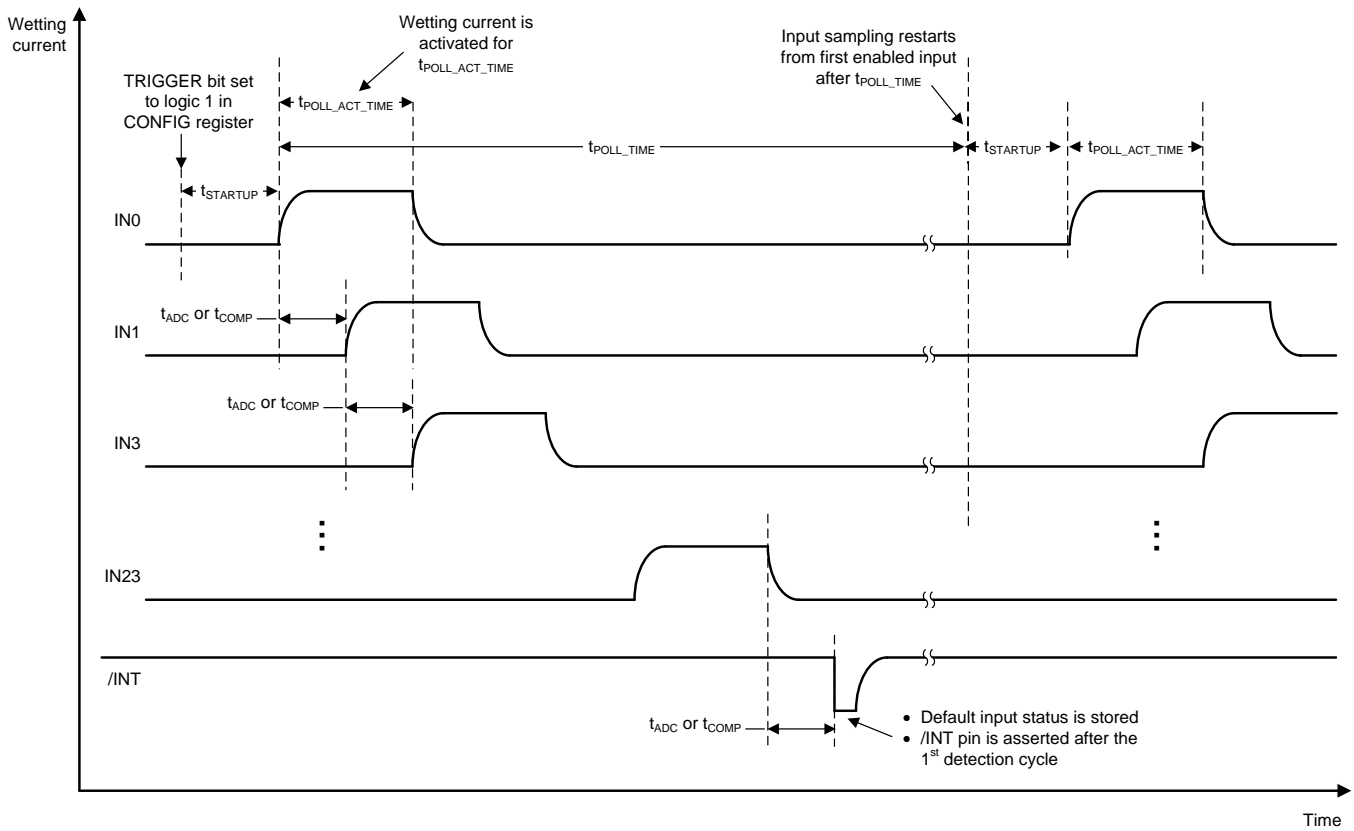 Wetting
current
Wetting current is
activated for
tPOLL_ACT_TIME
Input sampling restarts
from first enabled input
after tPOLL_TIME
TRIGGER bit set
to logic 1 in
CONFIG register
tPOLL_ACT_TIME
tPOLL_TIME
tSTARTUP
tPOLL_ACT_TIME
tSTARTUP
IN0
tADC or tCOMP
IN1
tADC or tCOMP
IN3
IN23
/INT
tADC or tCOMP
• Default input status is stored
• /INT pin is asserted after the
1st detection cycle
Time